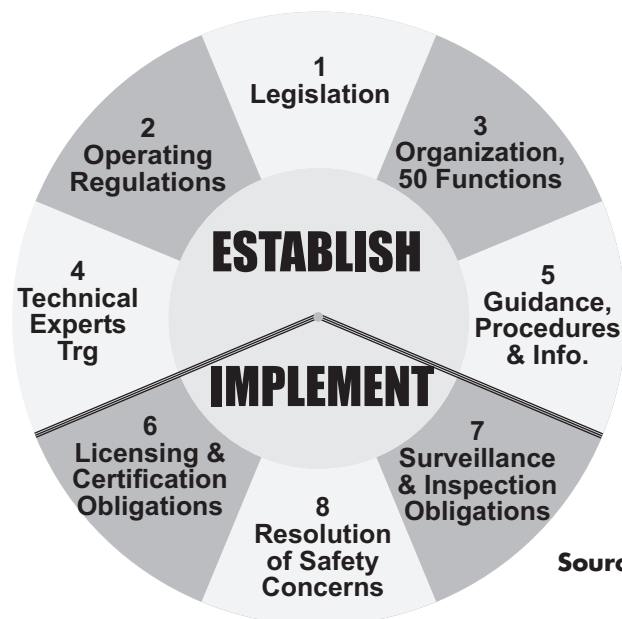 1
Legislation
2
Operating
Regulations
3
Organization,
50 Functions
ESTABLISH
4
Technical
Experts
Trg
5
Guidance,
Procedures
& Info.
IMPLEMENT
6
Licensing &
Certification
Obligations
7
Surveillance
& Inspection
Obligations
8
Resolution
of Safety
Concerns